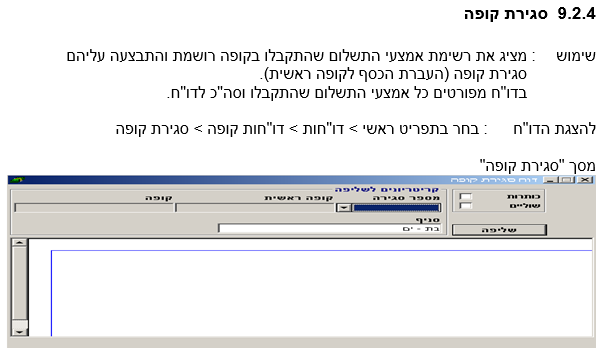 9.2.4 סגירת קופה
שימוש : מציג את רשימת אמצעי התשלום שהתקבלו בקופה רושמת והתבצעה עליהם
סגירת קופה (העברת הכסף לקופה ראשית).
בדו"ח מפורטים כל אמצעי התשלום שהתקבלו וסה"כ לדו"ח.
להצגת הדו"ח : בחר בתפריט ראשי > דו"חות > דו"חות קופה > סגירת קופה
מסך "סגירת קופה"
דוח סגירת קופה
קריטריונים לשליפה
כותרות
מספר סגירה קופה ראשית קופה
שוליים
סניף
בת - ים
שליפה